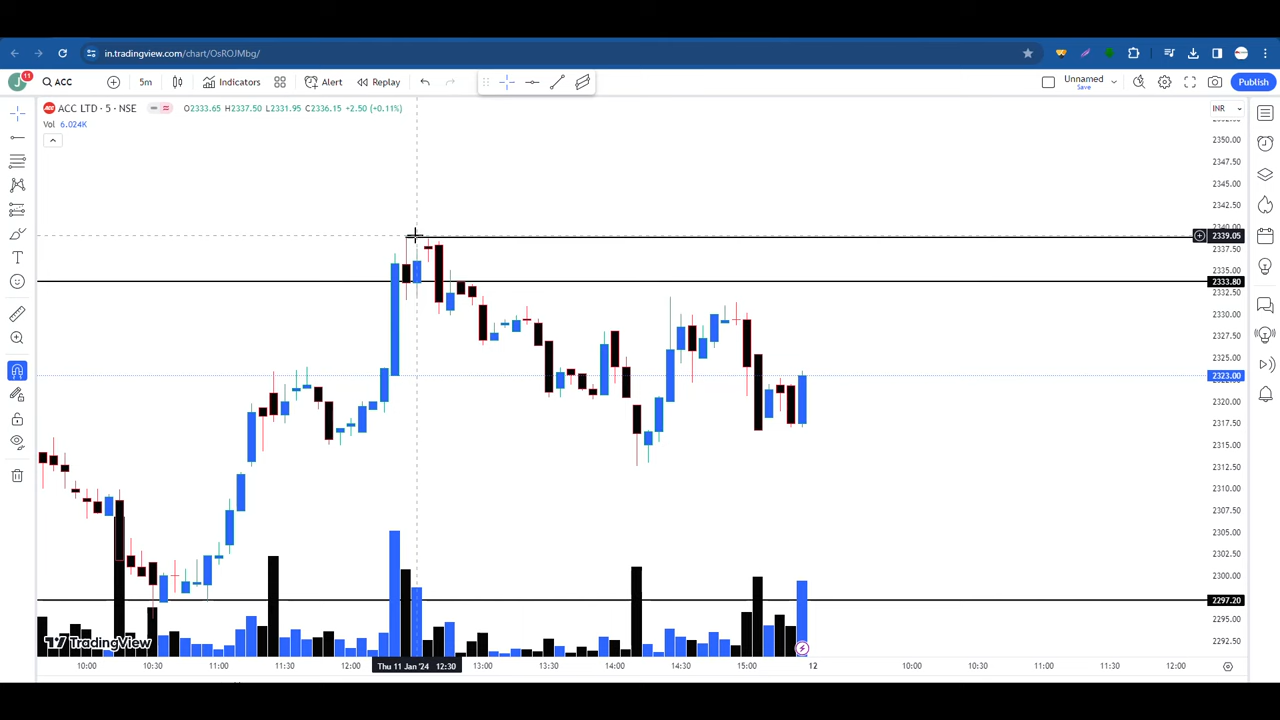 in.tradingview.com/chart/OsROJMbg/
J
11
ACC
5m
Indicators
Alert
Replay
Unnamed
Save
Publish
ACC
ACC LTD · 5 · NSE
O2333.65 H2337.50 L2331.95 C2336.15 +2.50 (+0.11%)
INR
Vol 6.024K
2350.00
2347.50
2345.00
2342.50
2339.05
2337.50
2335.00
2333.80
2332.50
2330.00
2327.50
2325.00
2323.00
2320.00
2317.50
2315.00
2312.50
2310.00
2307.50
2305.00
2302.50
2300.00
2297.20
2295.00
2292.50
TradingView
10:00
10:30
11:00
11:30
12:00
Thu 11 Jan '24 12:30
13:00
13:30
14:00
14:30
15:00
12
10:00
10:30
11:00
11:30
12:00